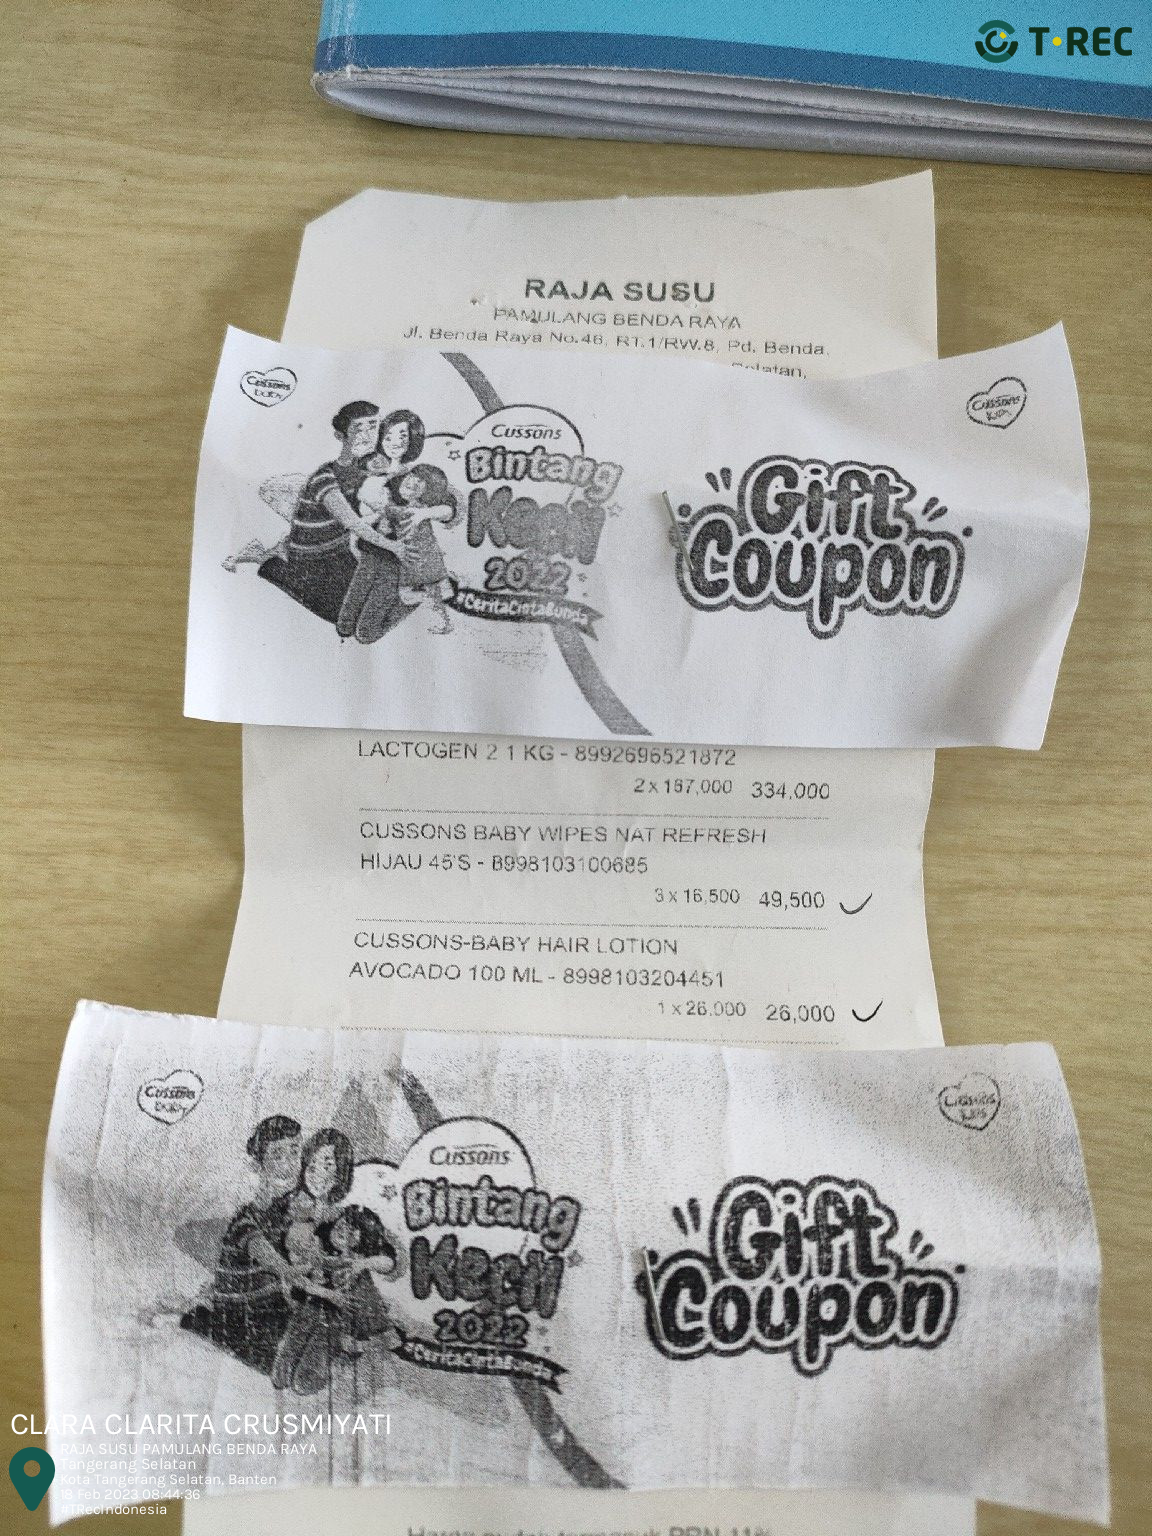 T·REC
RAJA SUSU
PAMULANG BENDA RAYA
Jl. Benda Raya No.46, RT.1/RW.8, Pd. Benda,
Selatan,
Cussons
baby
Cussons
kids
Cussons
Bintang
Kecil
2022
#CeritaCintaBunda
Gift
Coupon
LACTOGEN 2 1 KG - 8992696521872
2 x 167,000 334,000
CUSSONS BABY WIPES NAT REFRESH
HIJAU 45'S - 8998103100685
3 x 16,500 49,500
CUSSONS-BABY HAIR LOTION
AVOCADO 100 ML - 8998103204451
1 x 26,000 26,000
Cussons
baby
Cussons
kids
Cussons
Bintang
Kecil
2022
#CeritaCintaBunda
Gift
Coupon
CLARA CLARITA CRUSMIYATI
RAJA SUSU PAMULANG BENDA RAYA
Tangerang Selatan
Kota Tangerang Selatan, Banten
18 Feb 2023 08:44:36
#TRecIndonesia
Harga sudah termasuk PPN 11%